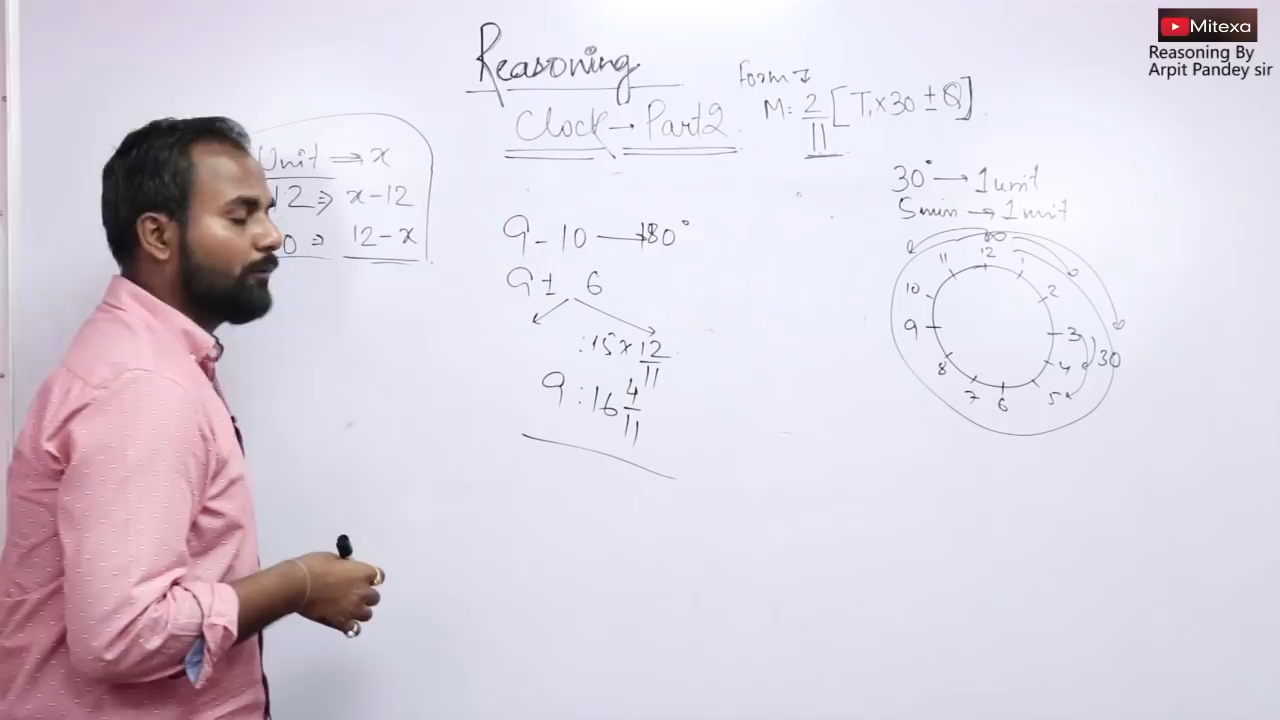 Mitexa
Reasoning By
Arpit Pandey sir
Reasoning
Clock → Part 2
Form
M: 2/11 [T₁×30 ± Q]
Unit ⇒ x
12 ⇒ x-12
0 ⇒ 12-x
30° → 1 unit
5 min → 1 unit
9-10 → 180°
9 ± 6
:15 × 12/11
9:16 4/11
12
1
2
3
4
5
6
7
8
9
10
11
30